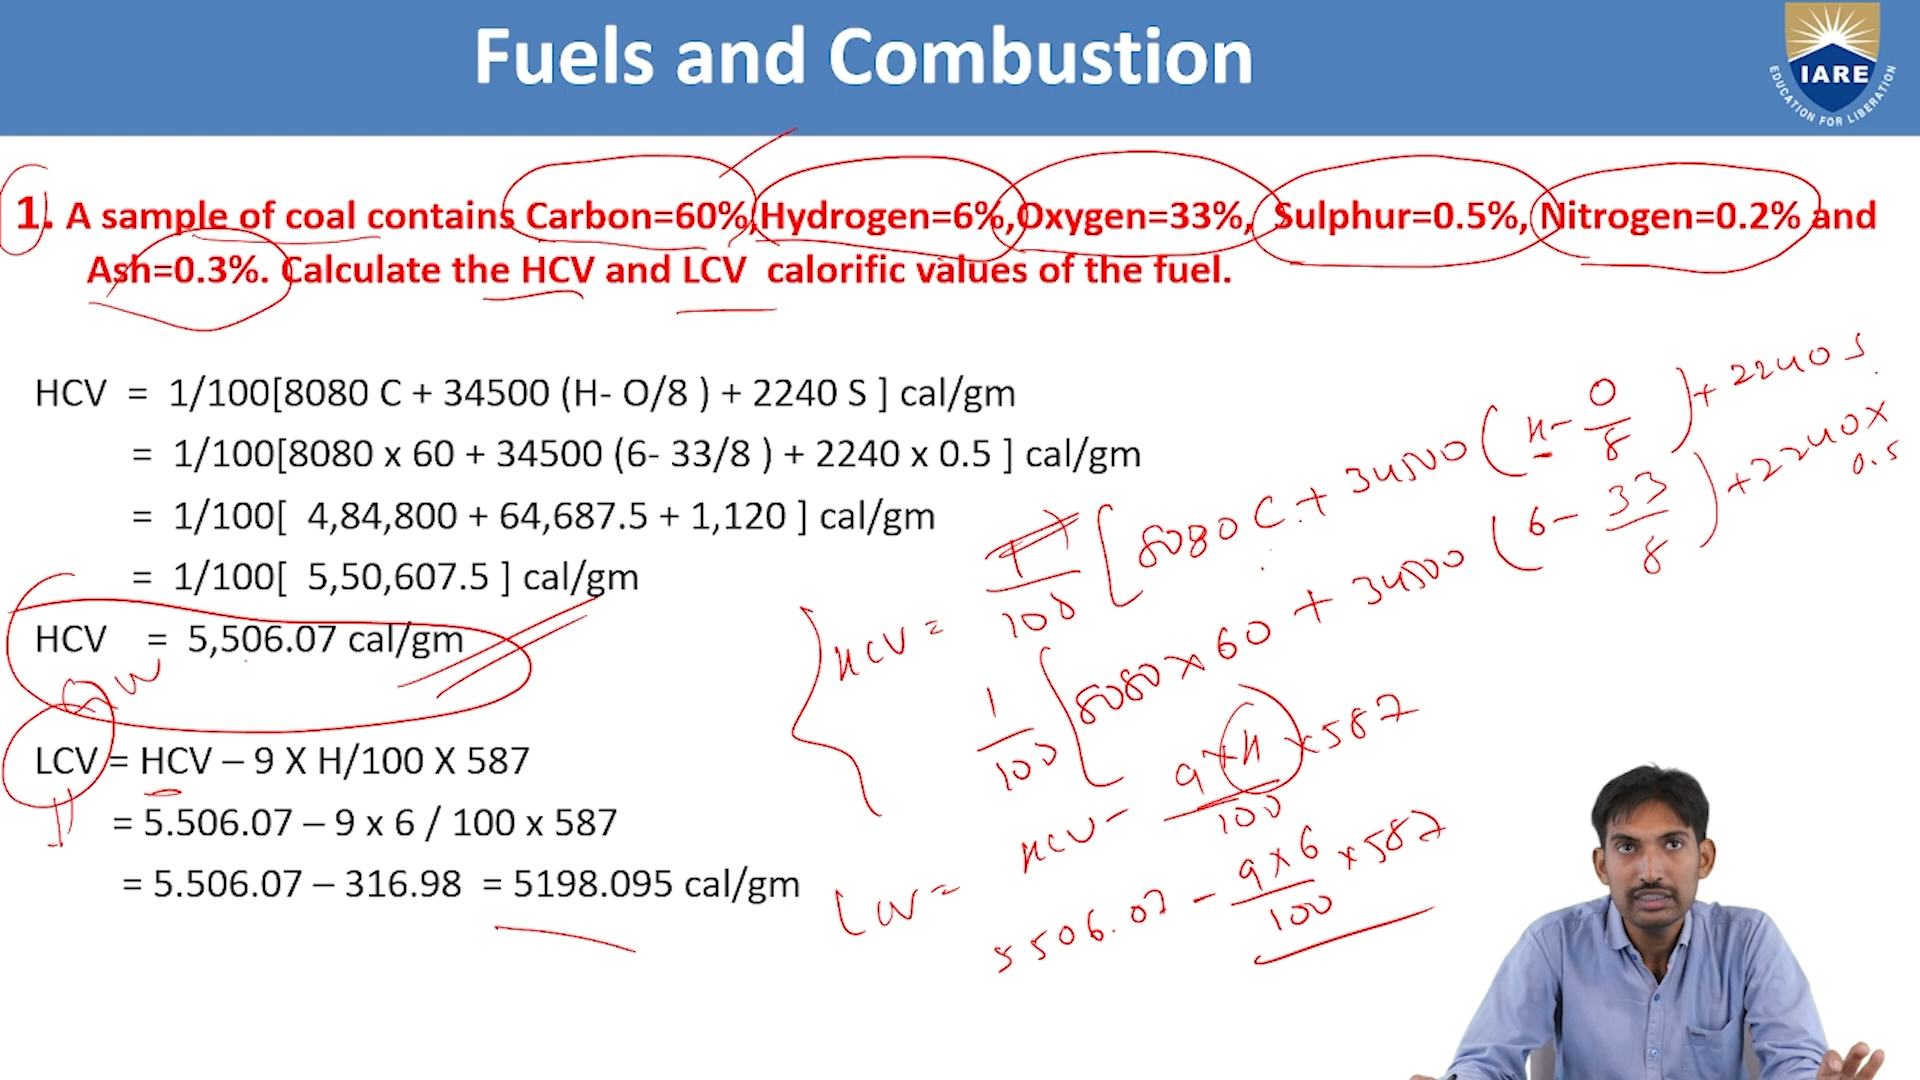 Fuels and Combustion
IARE
EDUCATION FOR LIBERATION
1. A sample of coal contains Carbon=60%,Hydrogen=6%,Oxygen=33%, Sulphur=0.5%, Nitrogen=0.2% and
Ash=0.3%. Calculate the HCV and LCV calorific values of the fuel.
HCV = 1/100[8080 C + 34500 (H- O/8 ) + 2240 S ] cal/gm
= 1/100[8080 x 60 + 34500 (6- 33/8 ) + 2240 x 0.5 ] cal/gm
= 1/100[ 4,84,800 + 64,687.5 + 1,120 ] cal/gm
= 1/100[ 5,50,607.5 ] cal/gm
HCV = 5,506.07 cal/gm
LCV = HCV – 9 X H/100 X 587
= 5.506.07 – 9 x 6 / 100 x 587
= 5.506.07 – 316.98 = 5198.095 cal/gm
HCV = 1/100 [8080 C + 34500 (H- O/8) + 2240 S
1/100 [8080 x 60 + 34500 (6 - 33/8) + 2240 x 0.5
LCV = HCV - 9 x H/100 x 587
5506.07 - 9 x 6/100 x 587